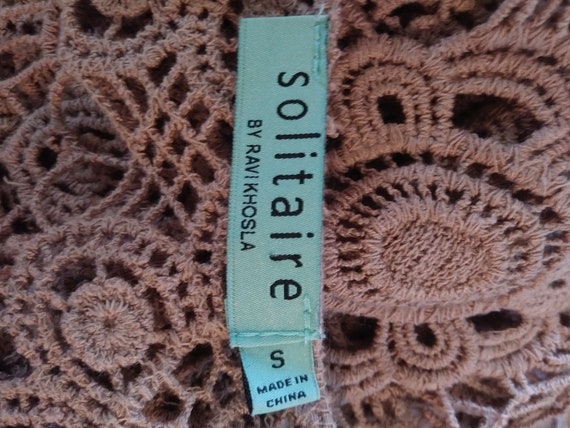 solitaire
BY RAVI KHOSLA
S
MADE IN
CHINA